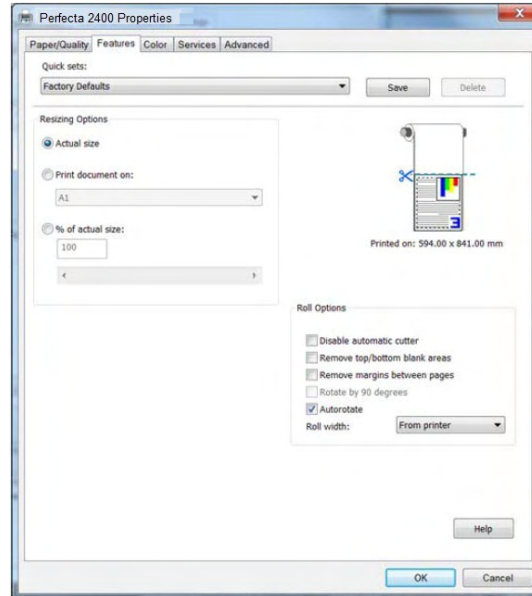 Perfecta 2400 Properties
Paper/Quality Features Color Services Advanced
Quick sets:
Factory Defaults Save Delete
Resizing Options
Actual size
Print document on:
A1
% of actual size:
100
3
Printed on: 594.00 x 841.00 mm
Roll Options
Disable automatic cutter
Remove top/bottom blank areas
Remove margins between pages
Rotate by 90 degrees
Autorotate
Roll width: From printer
Help
OK Cancel